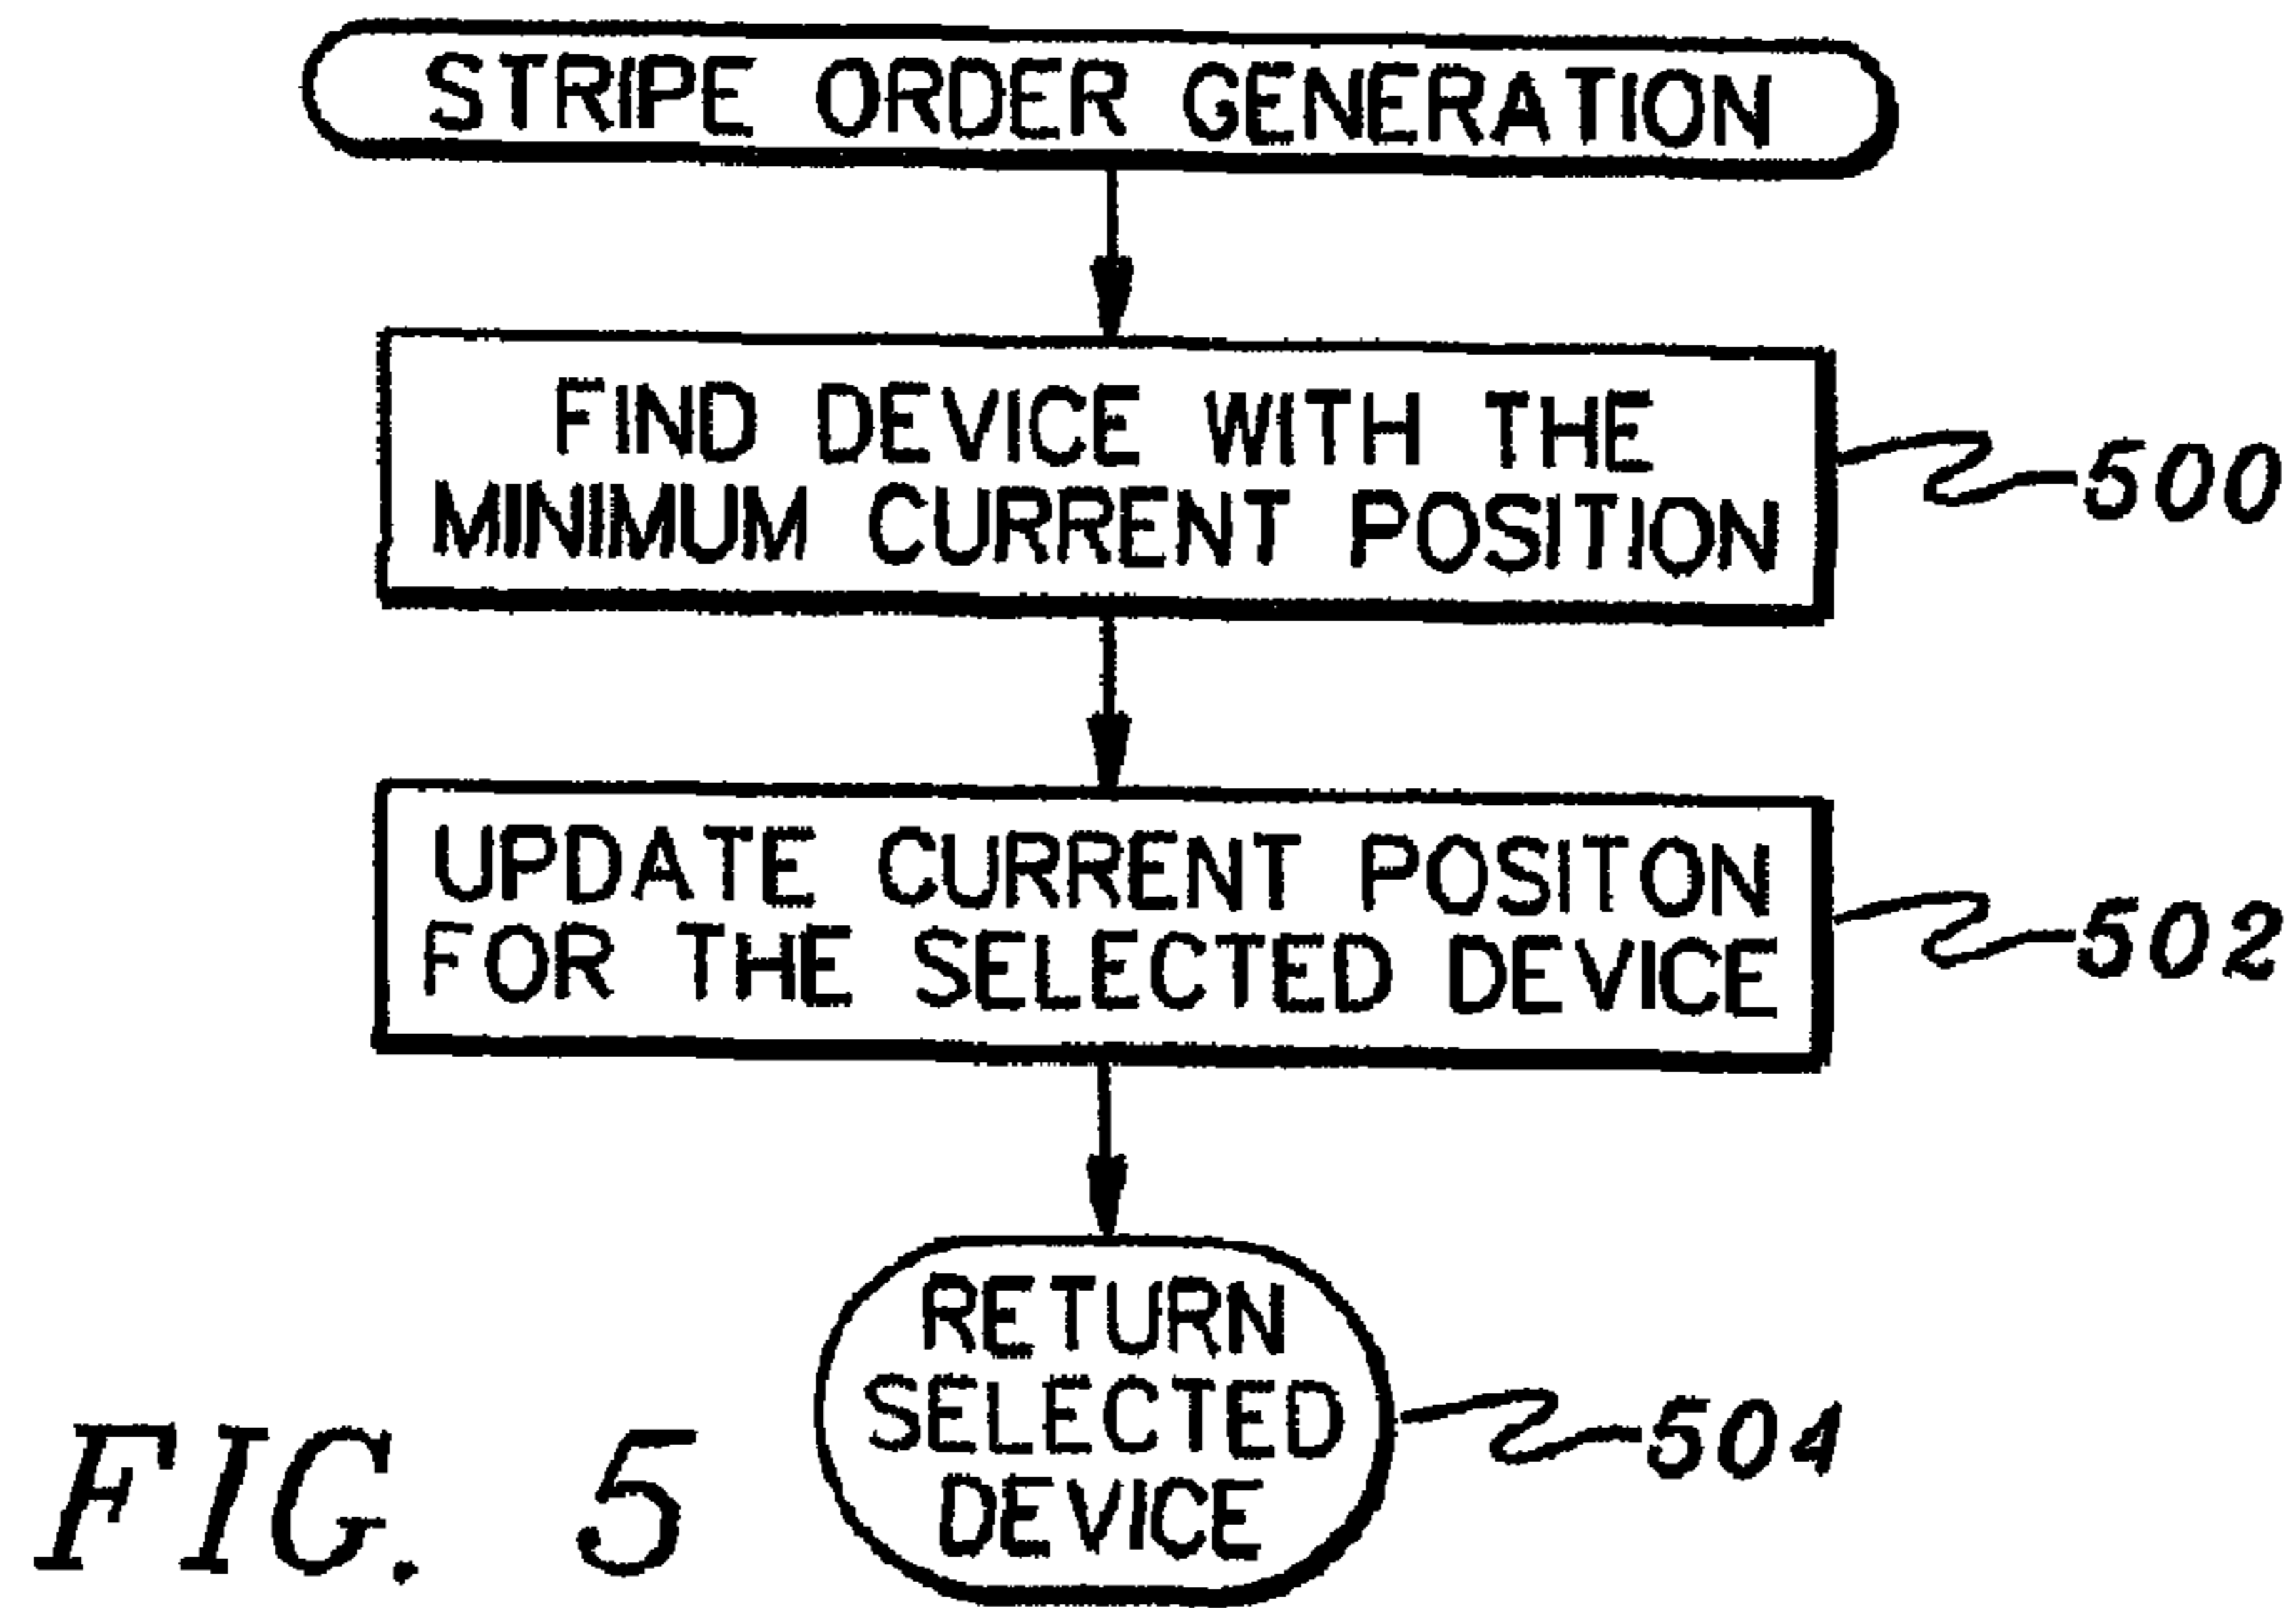 STRIPE ORDER GENERATION
FIND DEVICE WITH THE
MINIMUM CURRENT POSITION
500
UPDATE CURRENT POSITON
FOR THE SELECTED DEVICE
502
RETURN
SELECTED
DEVICE
504
FIG. 5